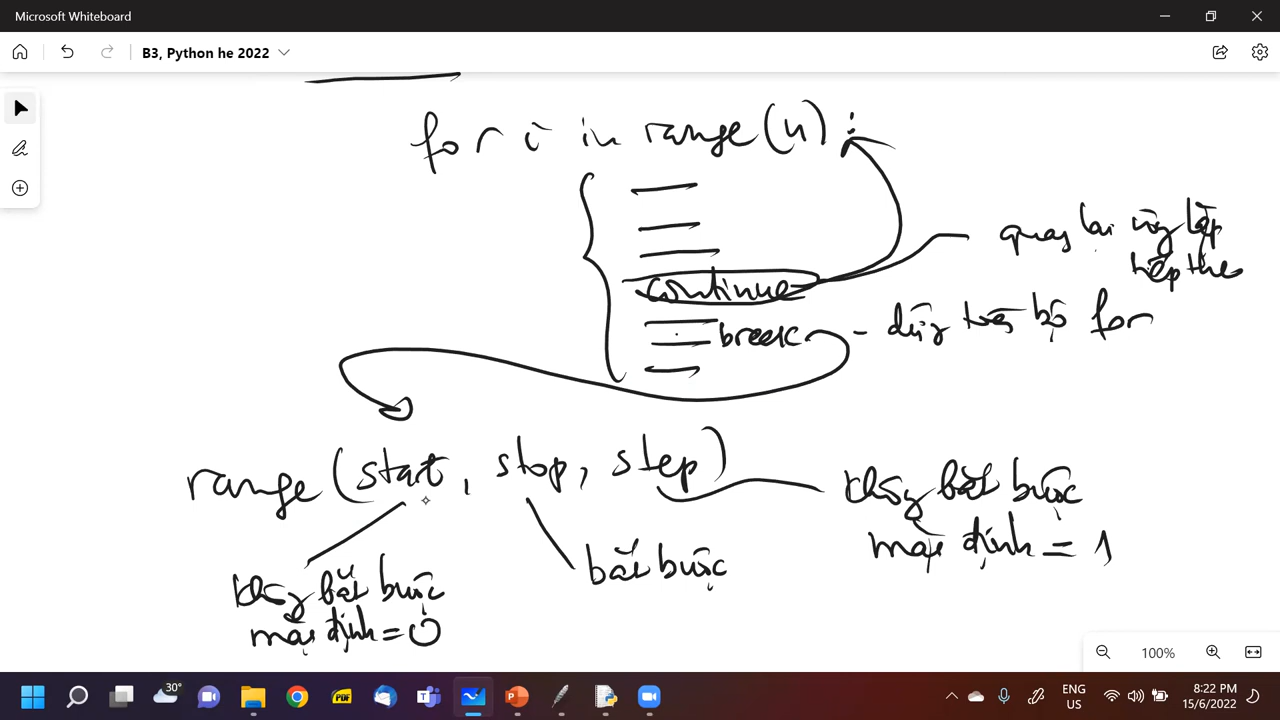 Microsoft Whiteboard
B3, Python he 2022
for i in range(n):
quay lại vòng lặp
tiếp theo
continue
break - dừng toàn bộ for
range(start, stop, step)
không bắt buộc
mặc định = 1
bắt buộc
không bắt buộc
mặc định = 0
100%
30°
PDF
ENG
US
8:22 PM
15/6/2022